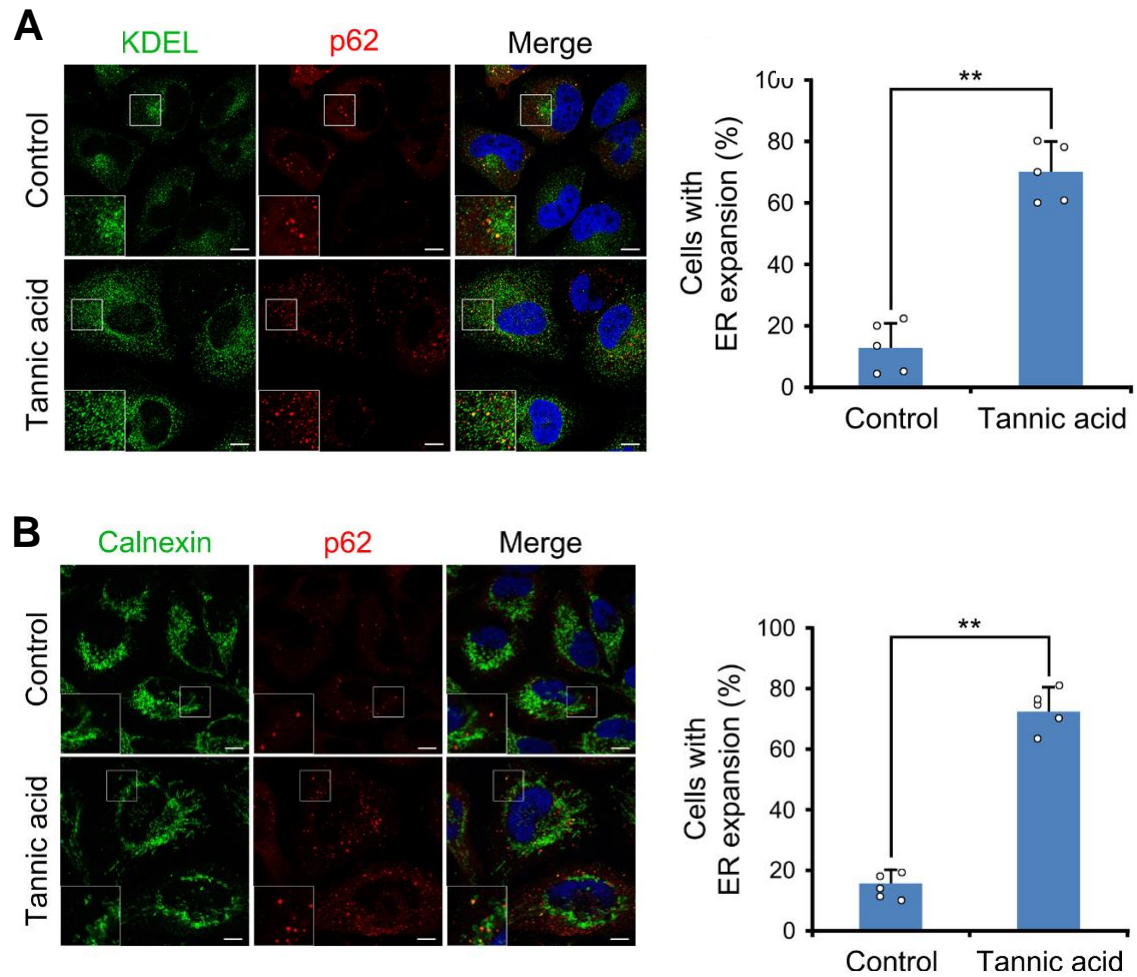 A
KDEL p62 Merge
Control
Tannic acid
Cells with
ER expansion (%)
80
60
40
20
0
**
Control Tannic acid
B
Calnexin p62 Merge
Control
Tannic acid
Cells with
ER expansion (%)
100
80
60
40
20
0
**
Control Tannic acid